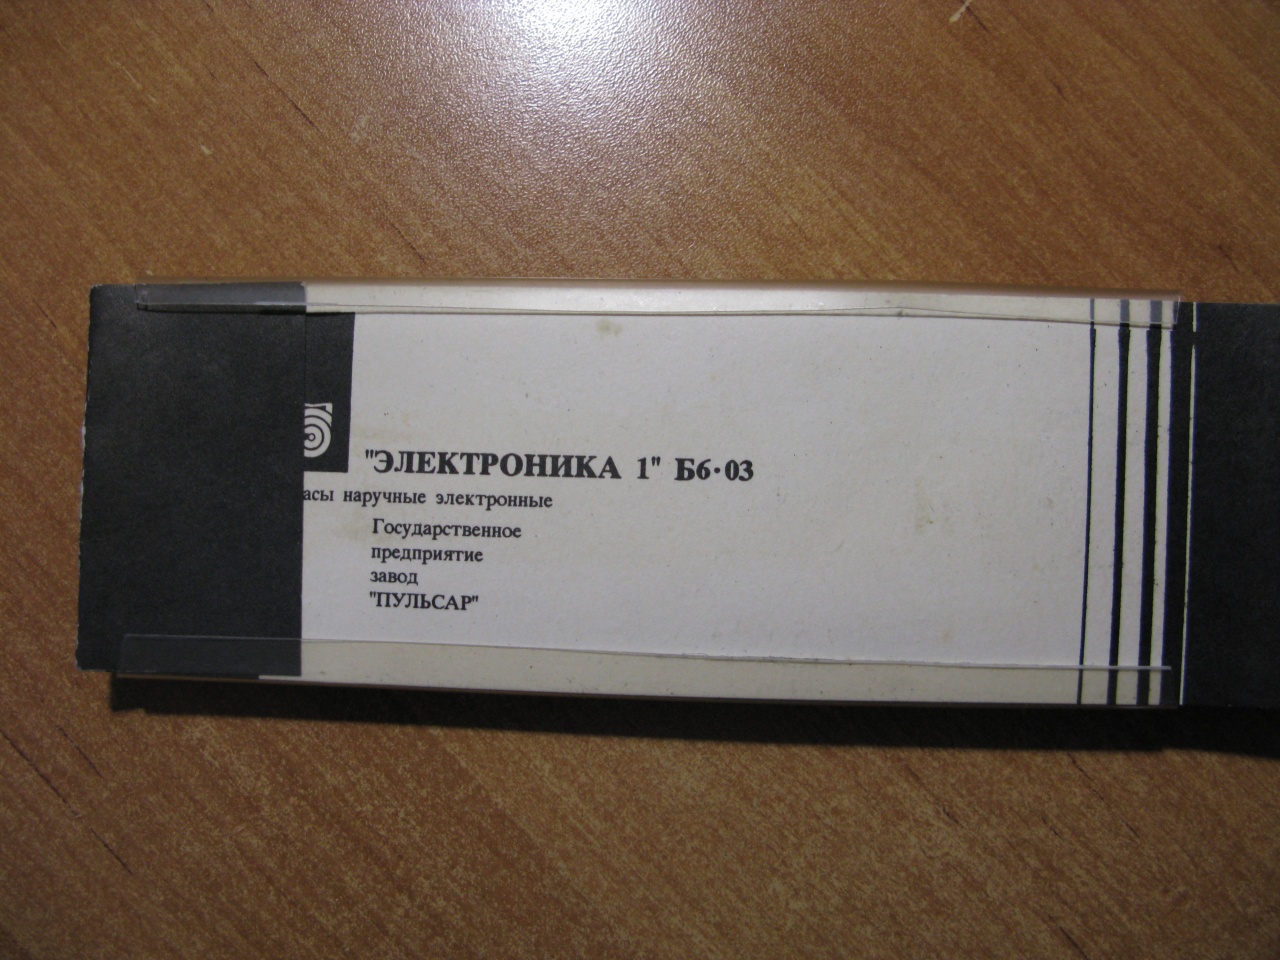 "ЭЛЕКТРОНИКА 1" Б6·03
асы наручные электронные
Государственное
предприятие
завод
"ПУЛЬСАР"